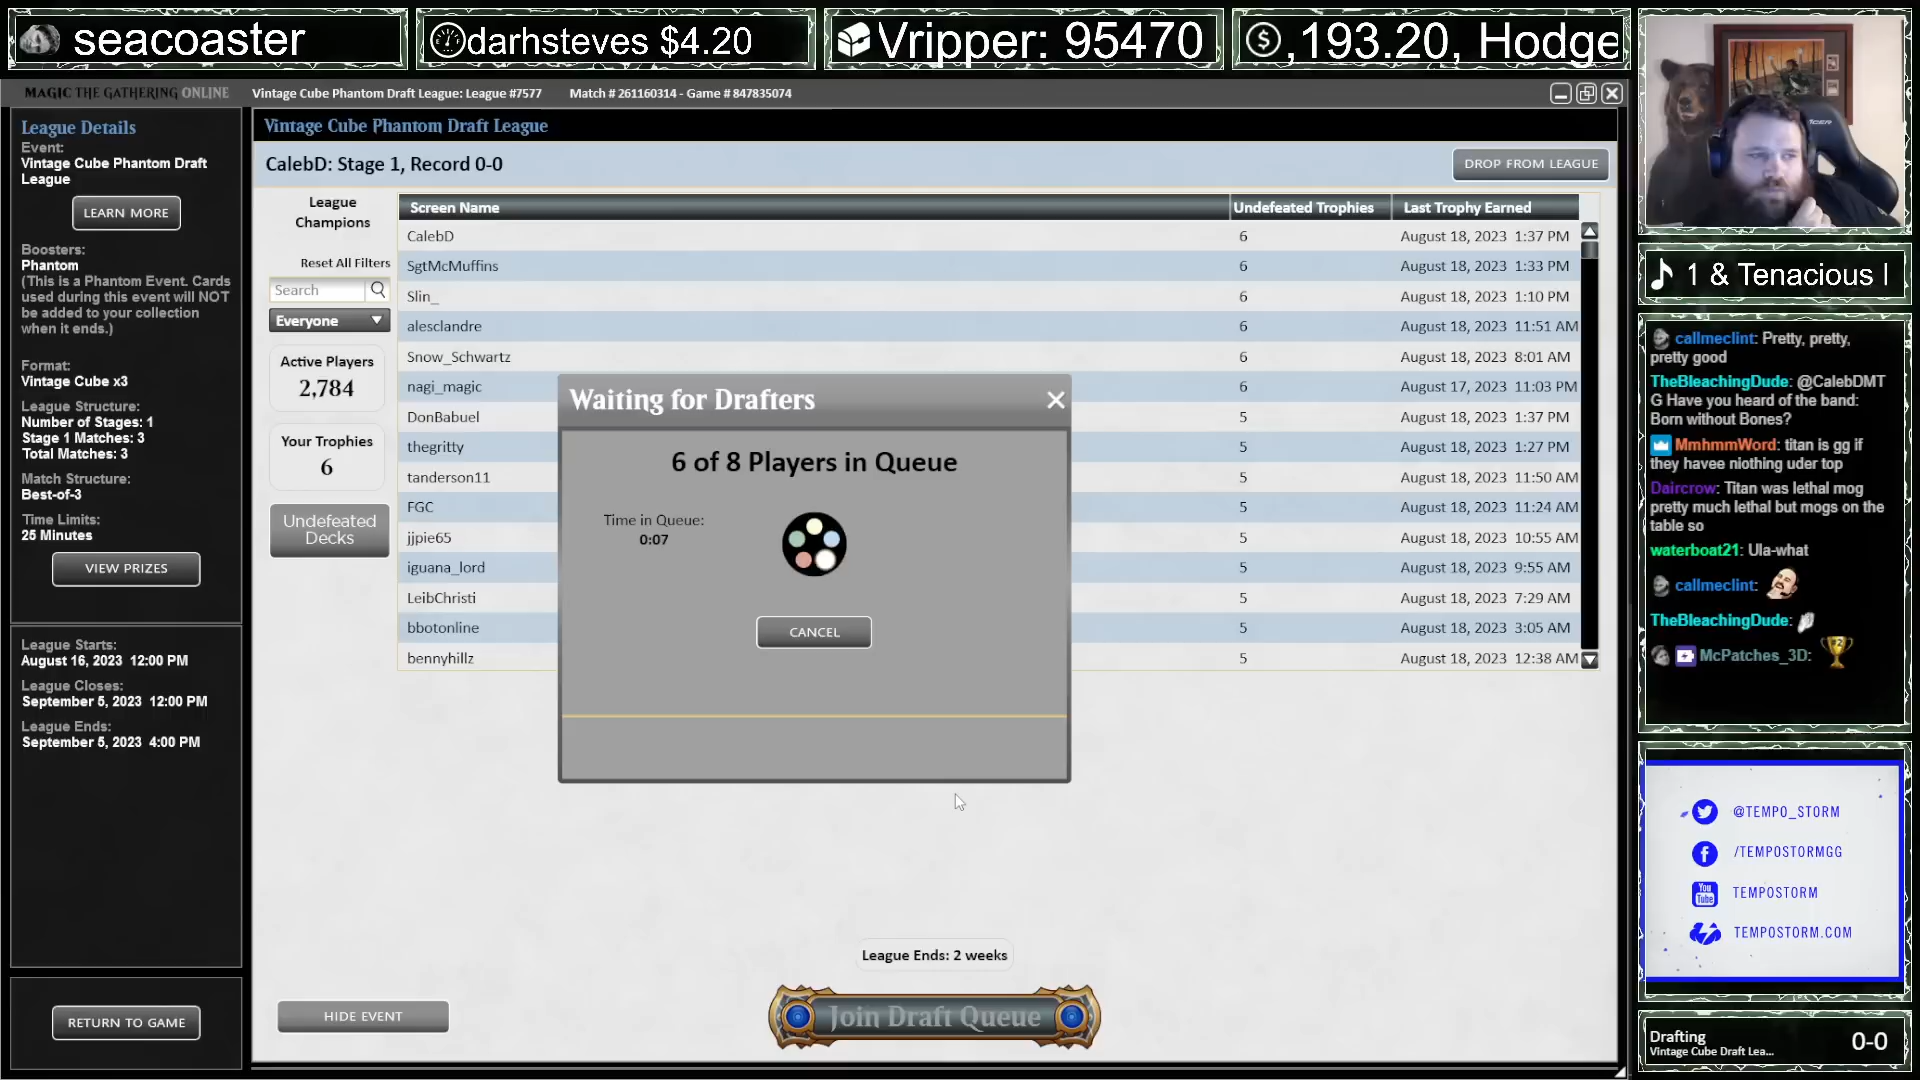 seacoaster
darhsteves $4.20
Vripper: 95470
,193.20, Hodge
MAGIC THE GATHERING ONLINE
Vintage Cube Phantom Draft League: League #7577
Match # 261160314 - Game # 847835074
League Details
Event:
Vintage Cube Phantom Draft
League
LEARN MORE
Boosters:
Phantom
(This is a Phantom Event. Cards
used during this event will NOT
be added to your collection
when it ends.)
Format:
Vintage Cube x3
League Structure:
Number of Stages: 1
Stage 1 Matches: 3
Total Matches: 3
Match Structure:
Best-of-3
Time Limits:
25 Minutes
VIEW PRIZES
League Starts:
August 16, 2023 12:00 PM
League Closes:
September 5, 2023 12:00 PM
League Ends:
September 5, 2023 4:00 PM
RETURN TO GAME
Vintage Cube Phantom Draft League
CalebD: Stage 1, Record 0-0
DROP FROM LEAGUE
League
Champions
Reset All Filters
Search
Everyone
Active Players
2,784
Your Trophies
6
Undefeated
Decks
Screen Name Undefeated Trophies Last Trophy Earned
CalebD 6 August 18, 2023 1:37 PM
SgtMcMuffins 6 August 18, 2023 1:33 PM
Slin_ 6 August 18, 2023 1:10 PM
alesclandre 6 August 18, 2023 11:51 AM
Snow_Schwartz 6 August 18, 2023 8:01 AM
nagi_magic 6 August 17, 2023 11:03 PM
DonBabuel 5 August 18, 2023 1:37 PM
thegritty 5 August 18, 2023 1:27 PM
tanderson11 5 August 18, 2023 11:50 AM
FGC 5 August 18, 2023 11:24 AM
jjpie65 5 August 18, 2023 10:55 AM
iguana_lord 5 August 18, 2023 9:55 AM
LeibChristi 5 August 18, 2023 7:29 AM
bbotonline 5 August 18, 2023 3:05 AM
bennyhillz 5 August 18, 2023 12:38 AM
Waiting for Drafters
6 of 8 Players in Queue
Time in Queue:
0:07
CANCEL
League Ends: 2 weeks
HIDE EVENT
Join Draft Queue
1 & Tenacious
callmeclint: Pretty, pretty,
pretty good
TheBleachingDude: @CalebDMT
G Have you heard of the band:
Born without Bones?
MmhmmWord: titan is gg if
they havee niothing uder top
Daircrow: Titan was lethal mog
pretty much lethal but mogs on the
table so
waterboat21: Ula-what
callmeclint:
TheBleachingDude:
McPatches_3D:
@TEMPO_STORM
/TEMPOSTORMGG
You
Tube
TEMPOSTORM
TEMPOSTORM.COM
Drafting
Vintage Cube Draft Lea...
0-0